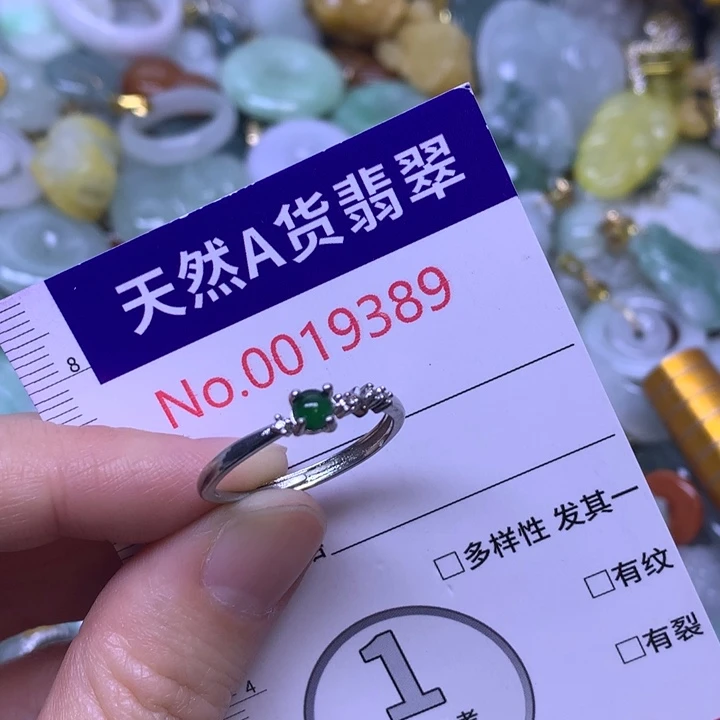 天然A货翡翠
No.0019389
8
□多样性 发其一
□有纹
□有裂
1
4